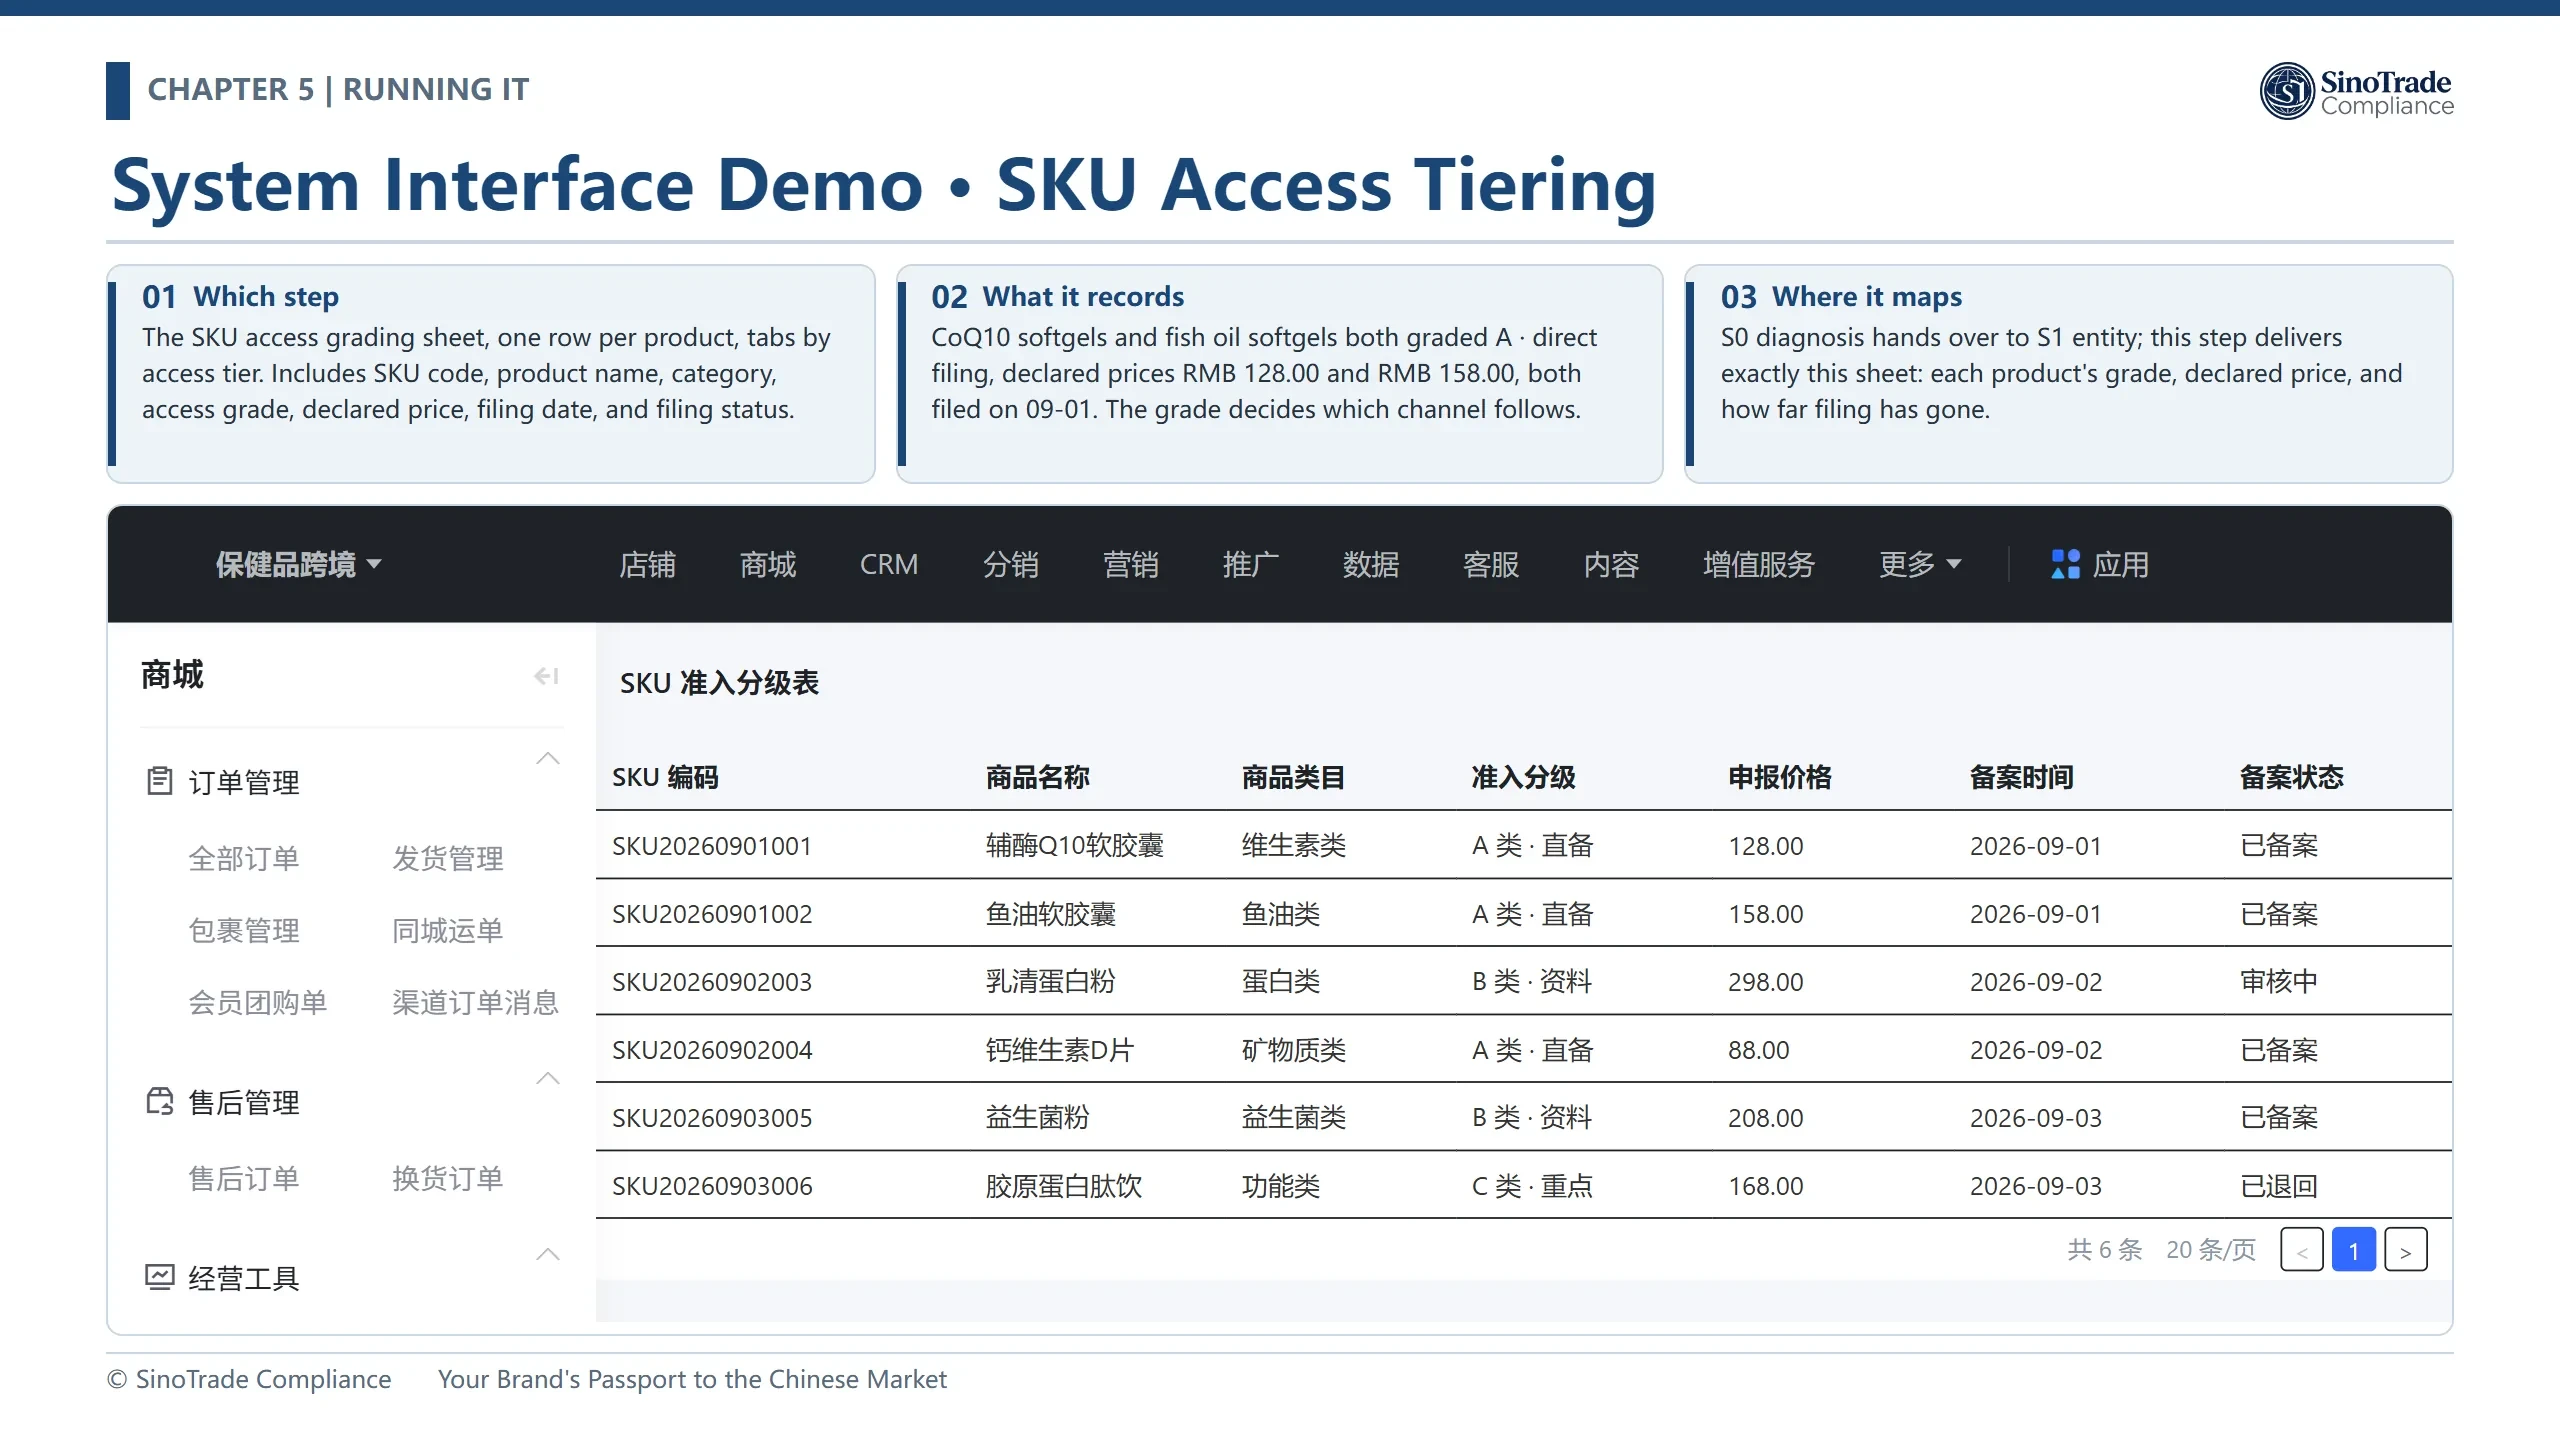 CHAPTER 5 | RUNNING IT
SinoTrade
Compliance
System Interface Demo • SKU Access Tiering
01 Which step
The SKU access grading sheet, one row per product, tabs by
access tier. Includes SKU code, product name, category,
access grade, declared price, filing date, and filing status.
02 What it records
CoQ10 softgels and fish oil softgels both graded A · direct
filing, declared prices RMB 128.00 and RMB 158.00, both
filed on 09-01. The grade decides which channel follows.
03 Where it maps
S0 diagnosis hands over to S1 entity; this step delivers
exactly this sheet: each product's grade, declared price, and
how far filing has gone.
保健品跨境 店铺 商城 CRM 分销 营销 推广 数据 客服 内容 增值服务 更多 应用
商城
订单管理
全部订单 发货管理
包裹管理 同城运单
会员团购单 渠道订单消息
售后管理
售后订单 换货订单
经营工具
SKU 准入分级表
SKU 编码 商品名称 商品类目 准入分级 申报价格 备案时间 备案状态
SKU20260901001 辅酶Q10软胶囊 维生素类 A 类 · 直备 128.00 2026-09-01 已备案
SKU20260901002 鱼油软胶囊 鱼油类 A 类 · 直备 158.00 2026-09-01 已备案
SKU20260902003 乳清蛋白粉 蛋白类 B 类 · 资料 298.00 2026-09-02 审核中
SKU20260902004 钙维生素D片 矿物质类 A 类 · 直备 88.00 2026-09-02 已备案
SKU20260903005 益生菌粉 益生菌类 B 类 · 资料 208.00 2026-09-03 已备案
SKU20260903006 胶原蛋白肽饮 功能类 C 类 · 重点 168.00 2026-09-03 已退回
共 6 条 20 条/页 < 1 >
© SinoTrade Compliance Your Brand's Passport to the Chinese Market